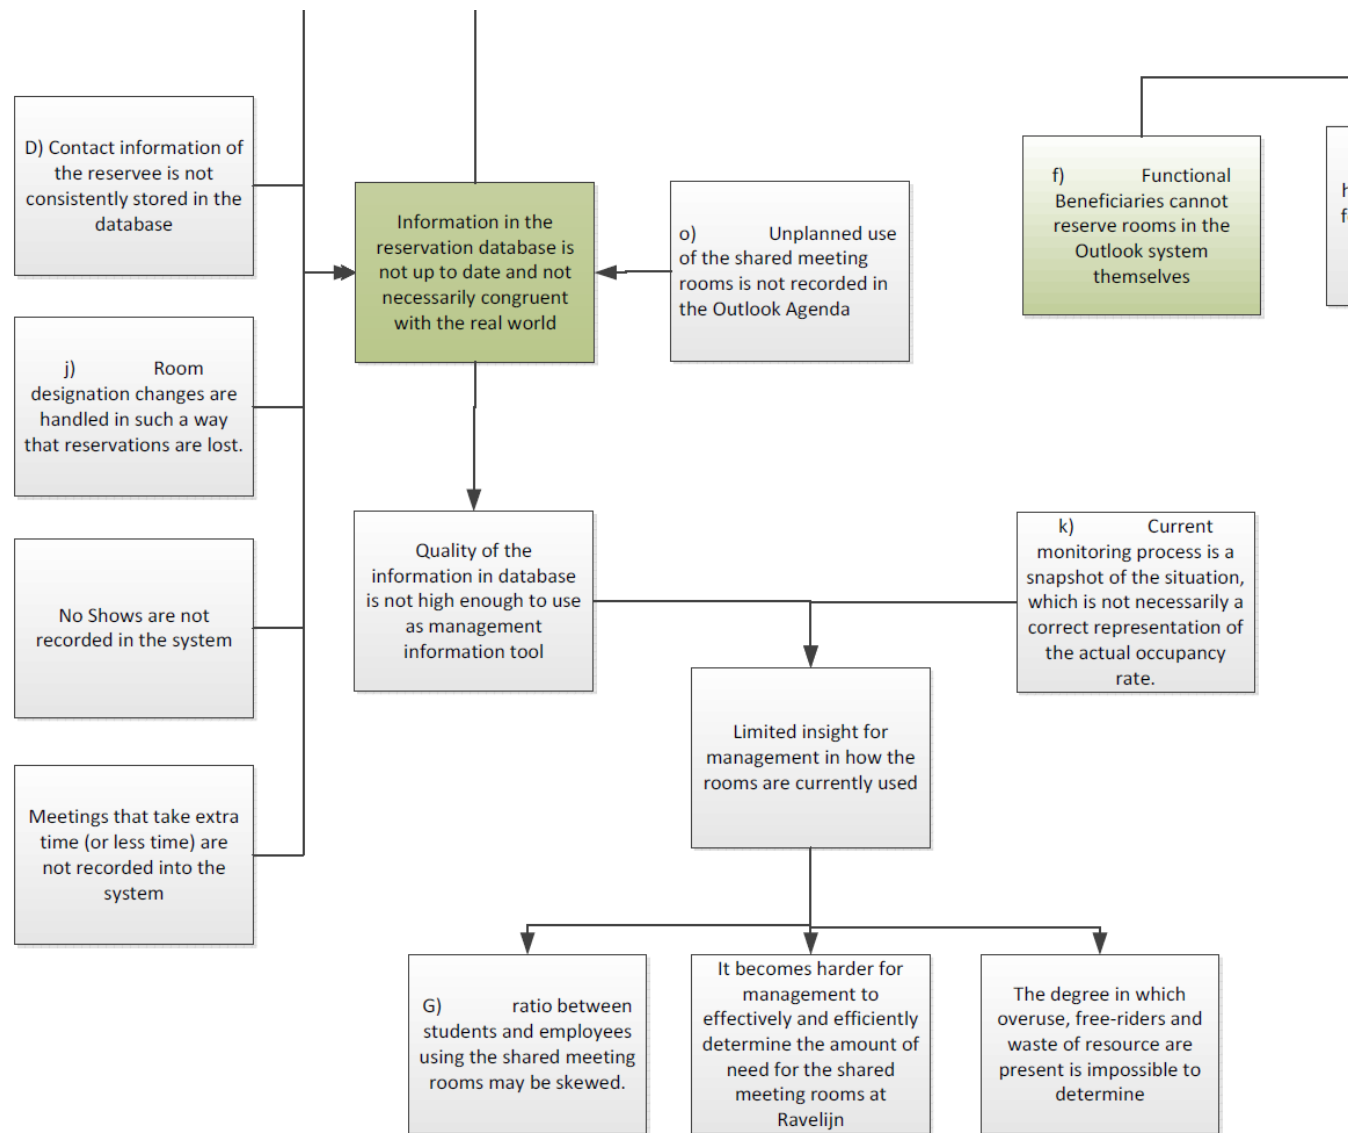 D) Contact information of
the reservee is not
consistently stored in the
database
Information in the
reservation database is
not up to date and not
necessarily congruent
with the real world
o) Unplanned use
of the shared meeting
rooms is not recorded in
the Outlook Agenda
f) Functional
Beneficiaries cannot
reserve rooms in the
Outlook system
themselves
j) Room
designation changes are
handled in such a way
that reservations are lost.
No Shows are not
recorded in the system
Quality of the
information in database
is not high enough to use
as management
information tool
k) Current
monitoring process is a
snapshot of the situation,
which is not necessarily a
correct representation of
the actual occupancy
rate.
Limited insight for
management in how the
rooms are currently used
Meetings that take extra
time (or less time) are
not recorded into the
system
G) ratio between
students and employees
using the shared meeting
rooms may be skewed.
It becomes harder for
management to
effectively and efficiently
determine the amount of
need for the shared
meeting rooms at
Ravelijn
The degree in which
overuse, free-riders and
waste of resource are
present is impossible to
determine